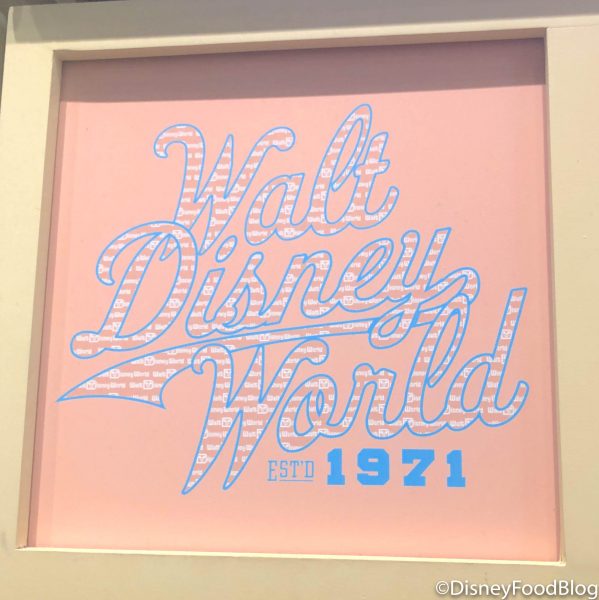 Walt
Disney
World
EST'D 1971
©DisneyFoodBlog